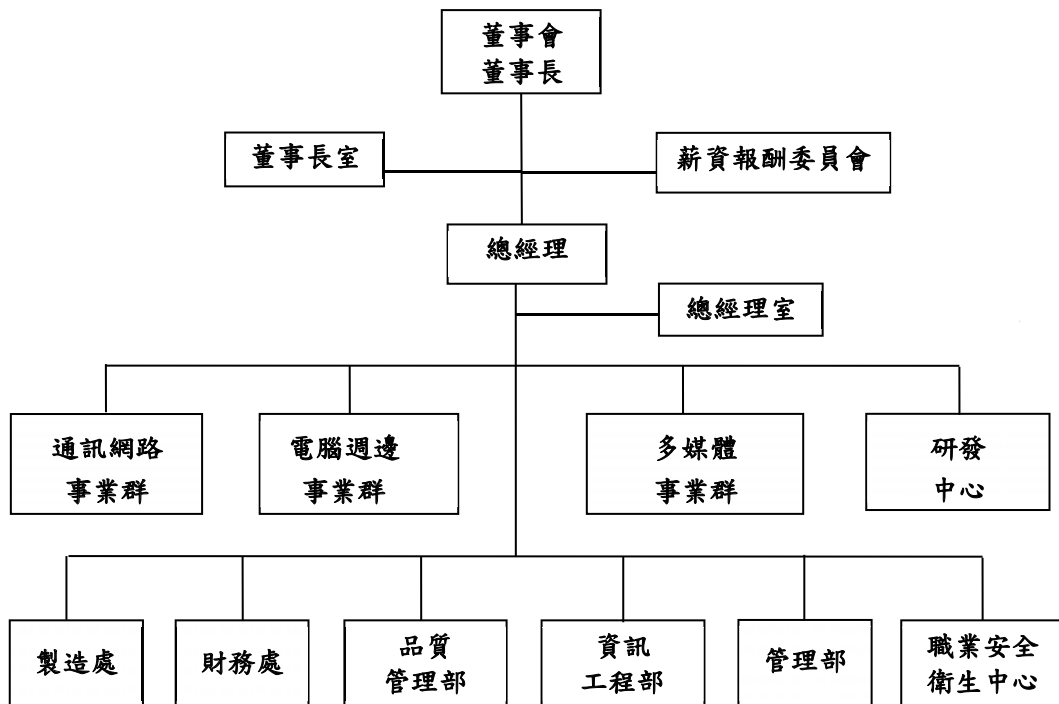 董事會
董事長
董事長室
薪資報酬委員會
總經理
總經理室
通訊網路
事業群
電腦週邊
事業群
多媒體
事業群
研發
中心
製造處
財務處
品質
管理部
資訊
工程部
管理部
職業安全
衛生中心